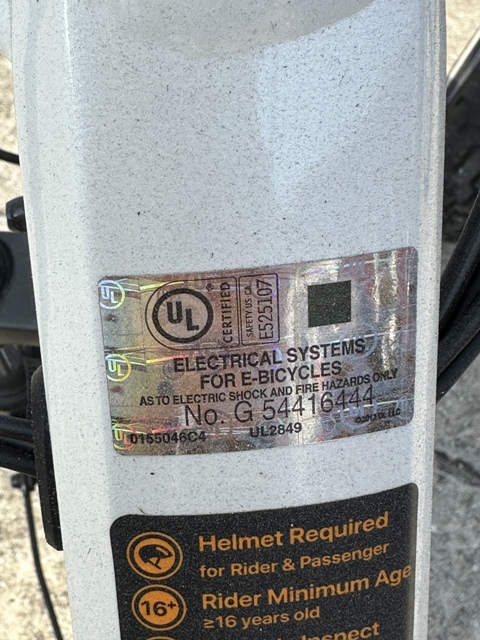 UL
CERTIFIED
SAFETY US CA
E525107
ELECTRICAL SYSTEMS
FOR E-BICYCLES
AS TO ELECTRIC SHOCK AND FIRE HAZARDS ONLY
No. G 54416444
0155046C4 UL2849
Helmet Required
for Rider & Passenger
16+
Rider Minimum Age
≥16 years old